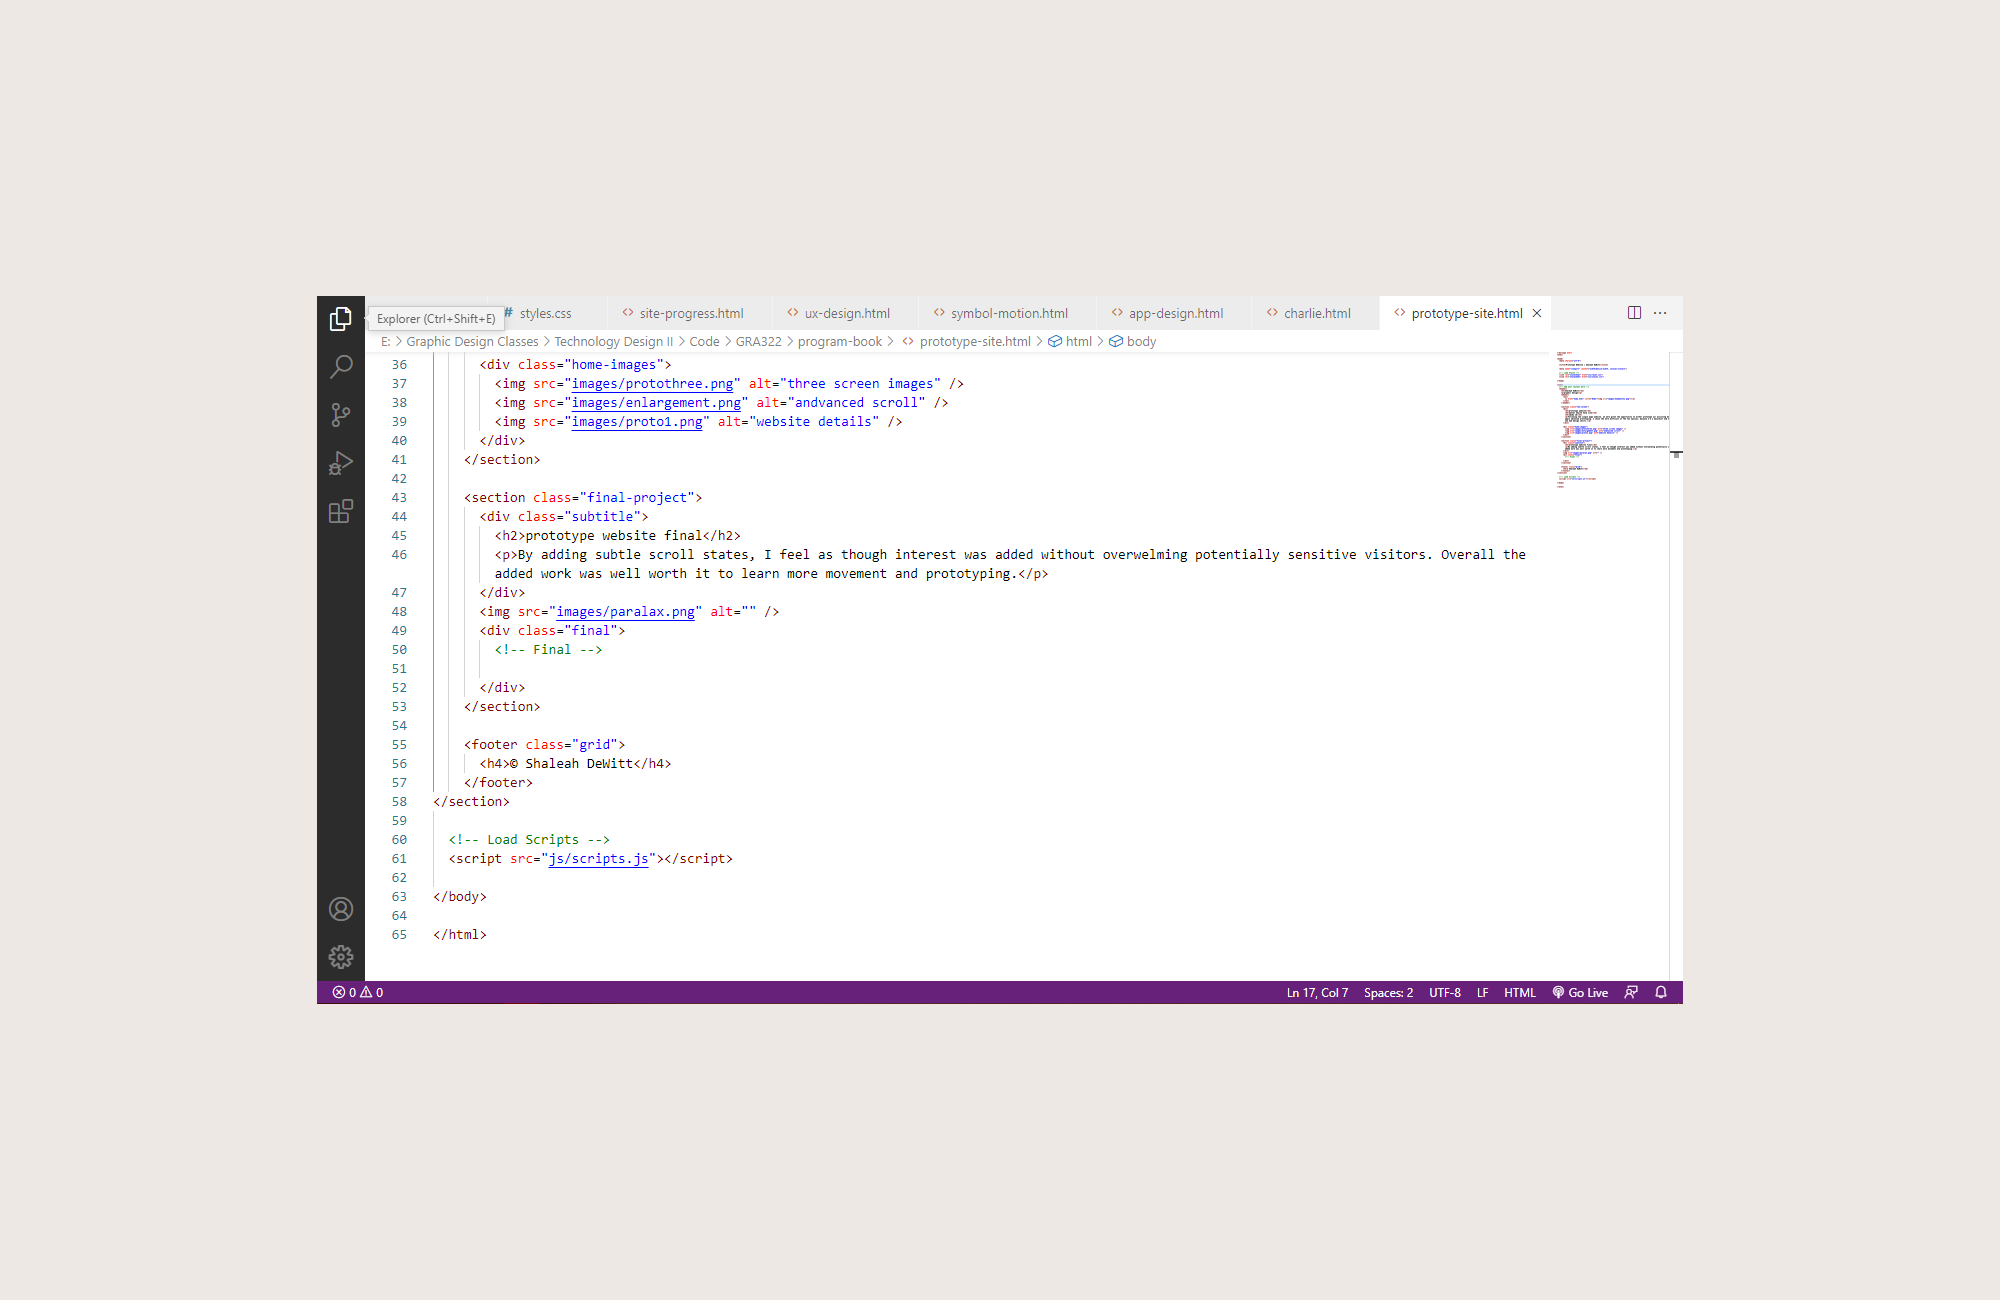 Explorer (Ctrl+Shift+E)
# styles.css
<> site-progress.html
<> ux-design.html
<> symbol-motion.html
<> app-design.html
<> charlie.html
<> prototype-site.html ×
E: > Graphic Design Classes > Technology Design II > Code > GRA322 > program-book > <> prototype-site.html > html > body
36 <div class="home-images">
37 <img src="images/protothree.png" alt="three screen images" />
38 <img src="images/enlargement.png" alt="andvanced scroll" />
39 <img src="images/proto1.png" alt="website details" />
40 </div>
41 </section>
42
43 <section class="final-project">
44 <div class="subtitle">
45 <h2>prototype website final</h2>
46 <p>By adding subtle scroll states, I feel as though interest was added without overwelming potentially sensitive visitors. Overall the
added work was well worth it to learn more movement and prototyping.</p>
47 </div>
48 <img src="images/paralax.png" alt="" />
49 <div class="final">
50 <!-- Final -->
51
52 </div>
53 </section>
54
55 <footer class="grid">
56 <h4>© Shaleah DeWitt</h4>
57 </footer>
58 </section>
59
60 <!-- Load Scripts -->
61 <script src="js/scripts.js"></script>
62
63 </body>
64
65 </html>
0 0 Ln 17, Col 7 Spaces: 2 UTF-8 LF HTML Go Live